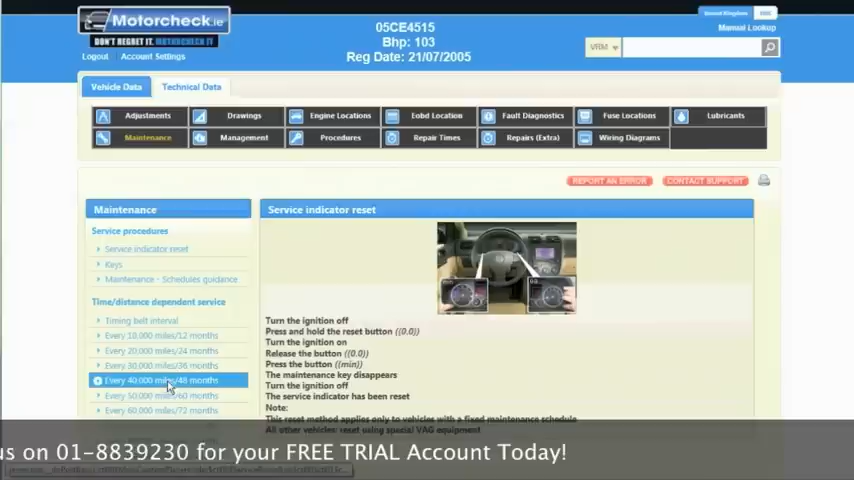 Motorcheck.ie
DON'T REGRET IT, MOTORCHECK IT
Logout Account Settings
05CE4515
Bhp: 103
Reg Date: 21/07/2005
United Kingdom
Manual Lookup
VRM
Vehicle Data Technical Data
Adjustments Drawings Engine Locations Eobd Location Fault Diagnostics Fuse Locations Lubricants
Maintenance Management Procedures Repair Times Repairs (Extra) Wiring Diagrams
REPORT AN ERROR CONTACT SUPPORT
Maintenance
Service procedures
Service indicator reset
Keys
Maintenance - Schedules guidance
Time/distance dependent service
Timing belt interval
Every 10,000 miles/12 months
Every 20,000 miles/24 months
Every 30,000 miles/36 months
Every 40,000 miles/48 months
Every 50,000 miles/60 months
Every 60,000 miles/72 months
Service indicator reset
Turn the ignition off
Press and hold the reset button ((0.0))
Turn the ignition on
Release the button ((0.0))
Press the button ((min))
The maintenance key disappears
Turn the ignition off
The service indicator has been reset
Note:
This reset method applies only to vehicles with a fixed maintenance schedule
All other vehicles: reset using special VAG equipment
us on 01-8839230 for your FREE TRIAL Account Today!